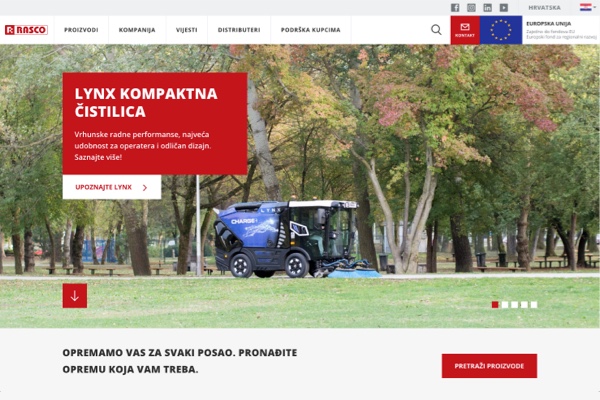 HRVATSKA
RASCO
PROIZVODI
KOMPANIJA
VIJESTI
DISTRIBUTERI
PODRŠKA KUPCIMA
KONTAKT
EUROPSKA UNIJA
Zajedno do fondova EU
Europski fond za regionalni razvoj
LYNX KOMPAKTNA
ČISTILICA
Vrhunske radne performanse, najveća
udobnost za operatera i odličan dizajn.
Saznajte više!
UPOZNAJTE LYNX
LYNX
CHARGE
OPREMAMO VAS ZA SVAKI POSAO. PRONAĐITE
OPREMU KOJA VAM TREBA.
PRETRAŽI PROIZVODE